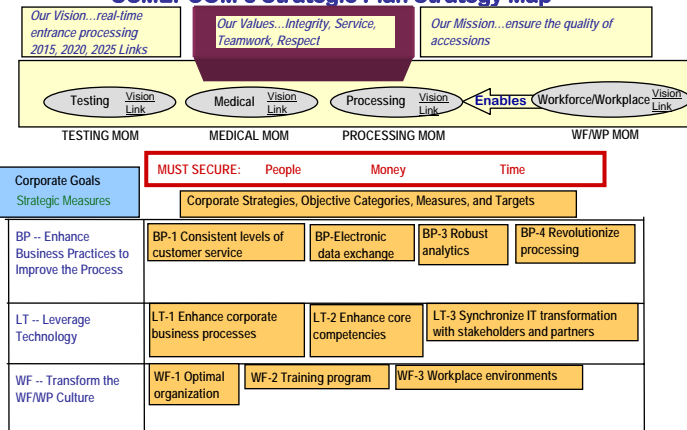 Strategic Plan Strategy Map
Our Vision...real-time
entrance processing
2015, 2020, 2025 Links
Our Values...Integrity, Service,
Teamwork, Respect
Our Mission...ensure the quality of
accessions
Testing Vision
Link
Medical Vision
Link
Processing Vision
Link
Enables
Workforce/Workplace Vision
Link
TESTING MOM
MEDICAL MOM
PROCESSING MOM
WF/WP MOM
MUST SECURE: People Money Time
Corporate Goals
Strategic Measures
Corporate Strategies, Objective Categories, Measures, and Targets
BP -- Enhance
Business Practices to
Improve the Process
BP-1 Consistent levels of
customer service
BP-Electronic
data exchange
BP-3 Robust
analytics
BP-4 Revolutionize
processing
LT -- Leverage
Technology
LT-1 Enhance corporate
business processes
LT-2 Enhance core
competencies
LT-3 Synchronize IT transformation
with stakeholders and partners
WF -- Transform the
WF/WP Culture
WF-1 Optimal
organization
WF-2 Training program
WF-3 Workplace environments